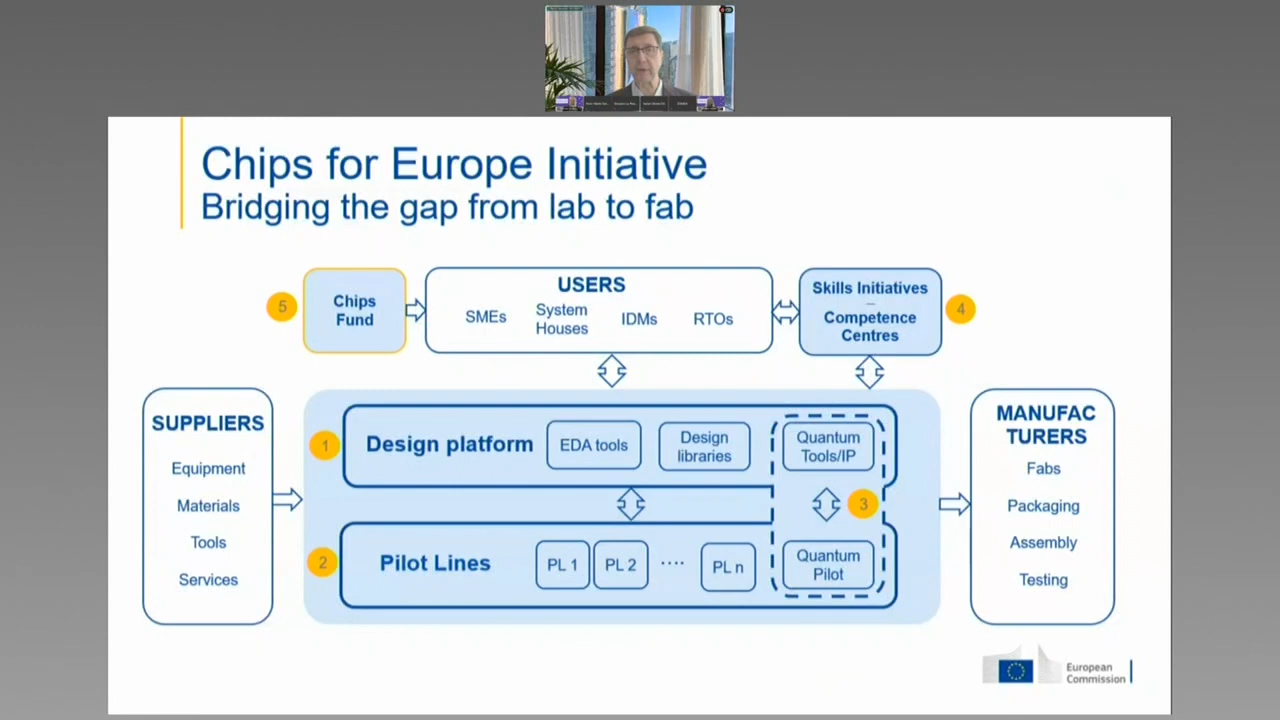 Chips for Europe Initiative
Bridging the gap from lab to fab
5
Chips
Fund
USERS
SMEs
System
Houses
IDMs
RTOs
Skills Initiatives
–
Competence
Centres
4
SUPPLIERS
Equipment
Materials
Tools
Services
1
Design platform
EDA tools
Design
libraries
Quantum
Tools/IP
3
2
Pilot Lines
PL 1
PL 2
....
PL n
Quantum
Pilot
MANUFAC
TURERS
Fabs
Packaging
Assembly
Testing
European
Commission